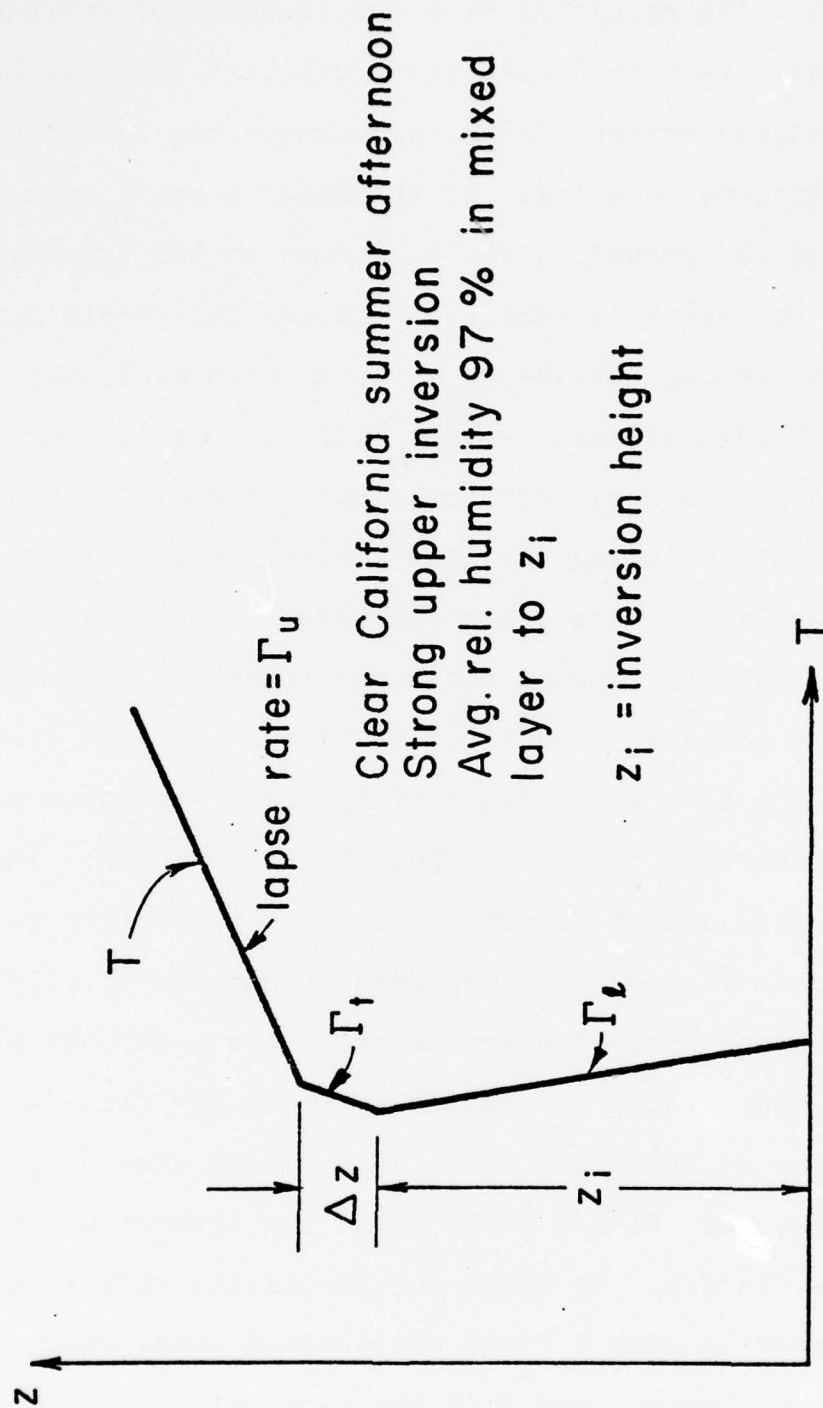 z
T
lapse rate=Γu
Γt
Δz
Γℓ
zi
T
Clear California summer afternoon
Strong upper inversion
Avg. rel. humidity 97 % in mixed
layer to zi
zi =inversion height